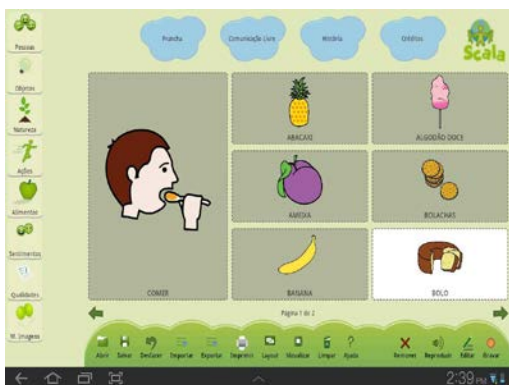 Prancha
Comunicação Livre
História
Créditos
Scala
Pessoas
Objetos
Natureza
Ações
Alimentos
Sentimentos
Qualidades
M. Imagens
COMER
ABACAXI
ALGODÃO DOCE
AMEIXA
BOLACHAS
BANANA
BOLO
Página 1 de 2
Abrir Salvar Desfazer Importar Exportar Imprimir Layout Visualizar Limpar Ajuda Remover Reproduzir Editar Gravar
2:39 PM